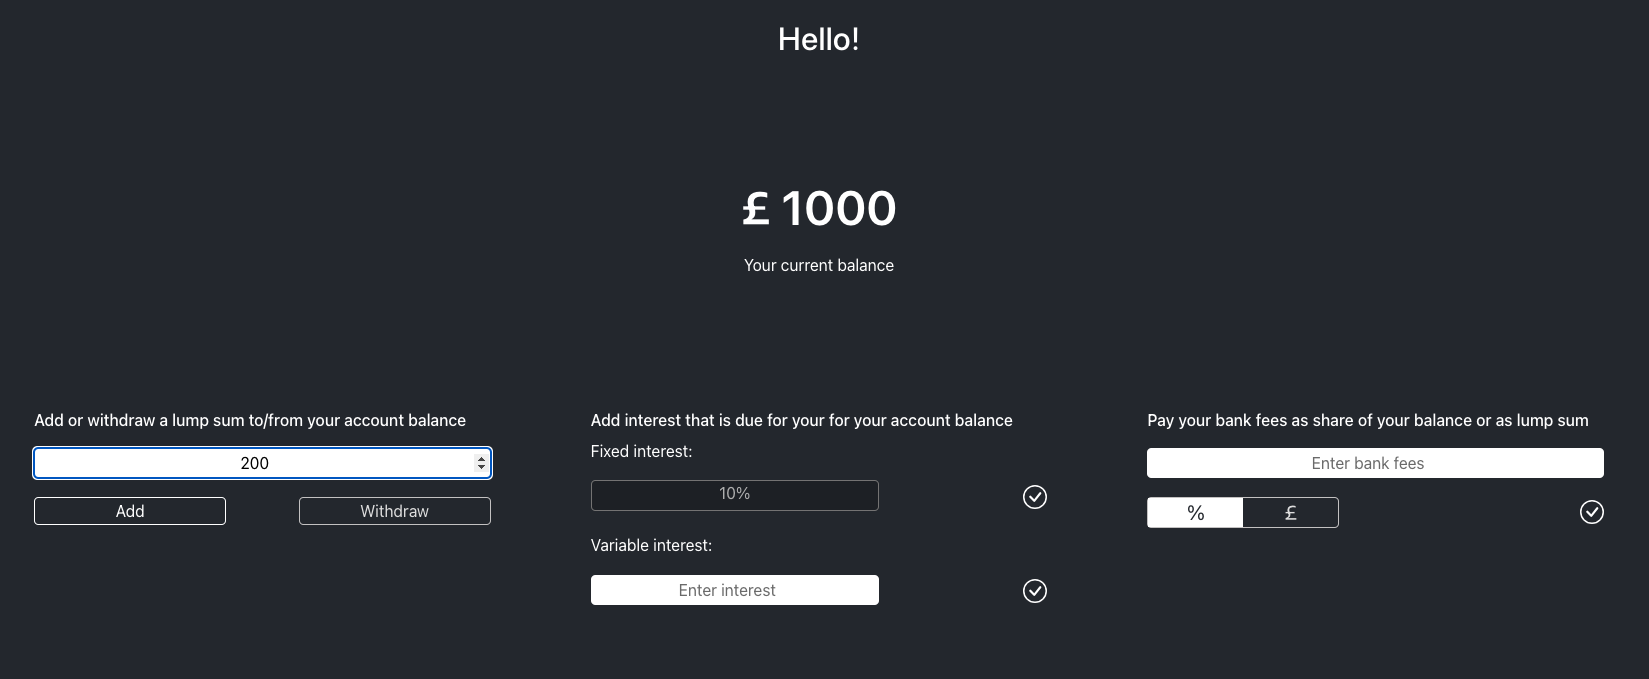 Hello!
£ 1000
Your current balance
Add or withdraw a lump sum to/from your account balance
200
Add
Withdraw
Add interest that is due for your for your account balance
Fixed interest:
10%
Variable interest:
Enter interest
Pay your bank fees as share of your balance or as lump sum
Enter bank fees
%
£